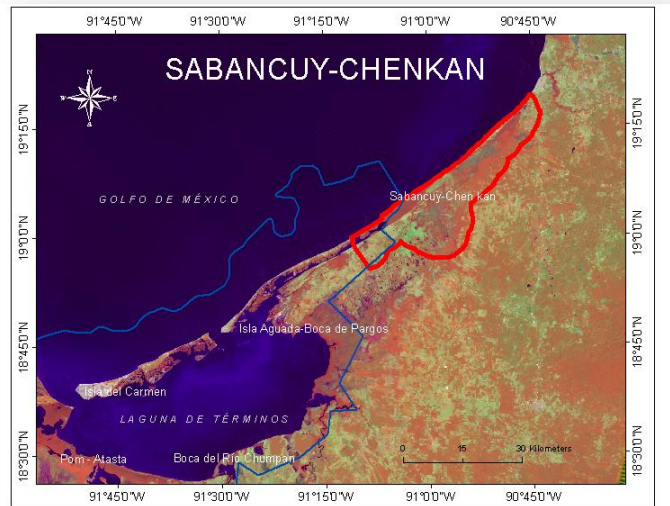 91°45'0"W 91°30'0"W 91°15'0"W 91°0'0"W 90°45'0"W
SABANCUY-CHENKAN
N
19°15'0"N 19°15'0"N
GOLFO DE MÉXICO
Sabancuy-Chen kan
19°0'0"N 19°0'0"N
Isla Aguada-Boca de Pargos
18°45'0"N 18°45'0"N
Isla del Carmen
LAGUNA DE TÉRMINOS
Pom - Atasta
Boca del Río Chumpan
0 15 30 Kilometers
18°30'0"N 18°30'0"N
91°45'0"W 91°30'0"W 91°15'0"W 91°0'0"W 90°45'0"W